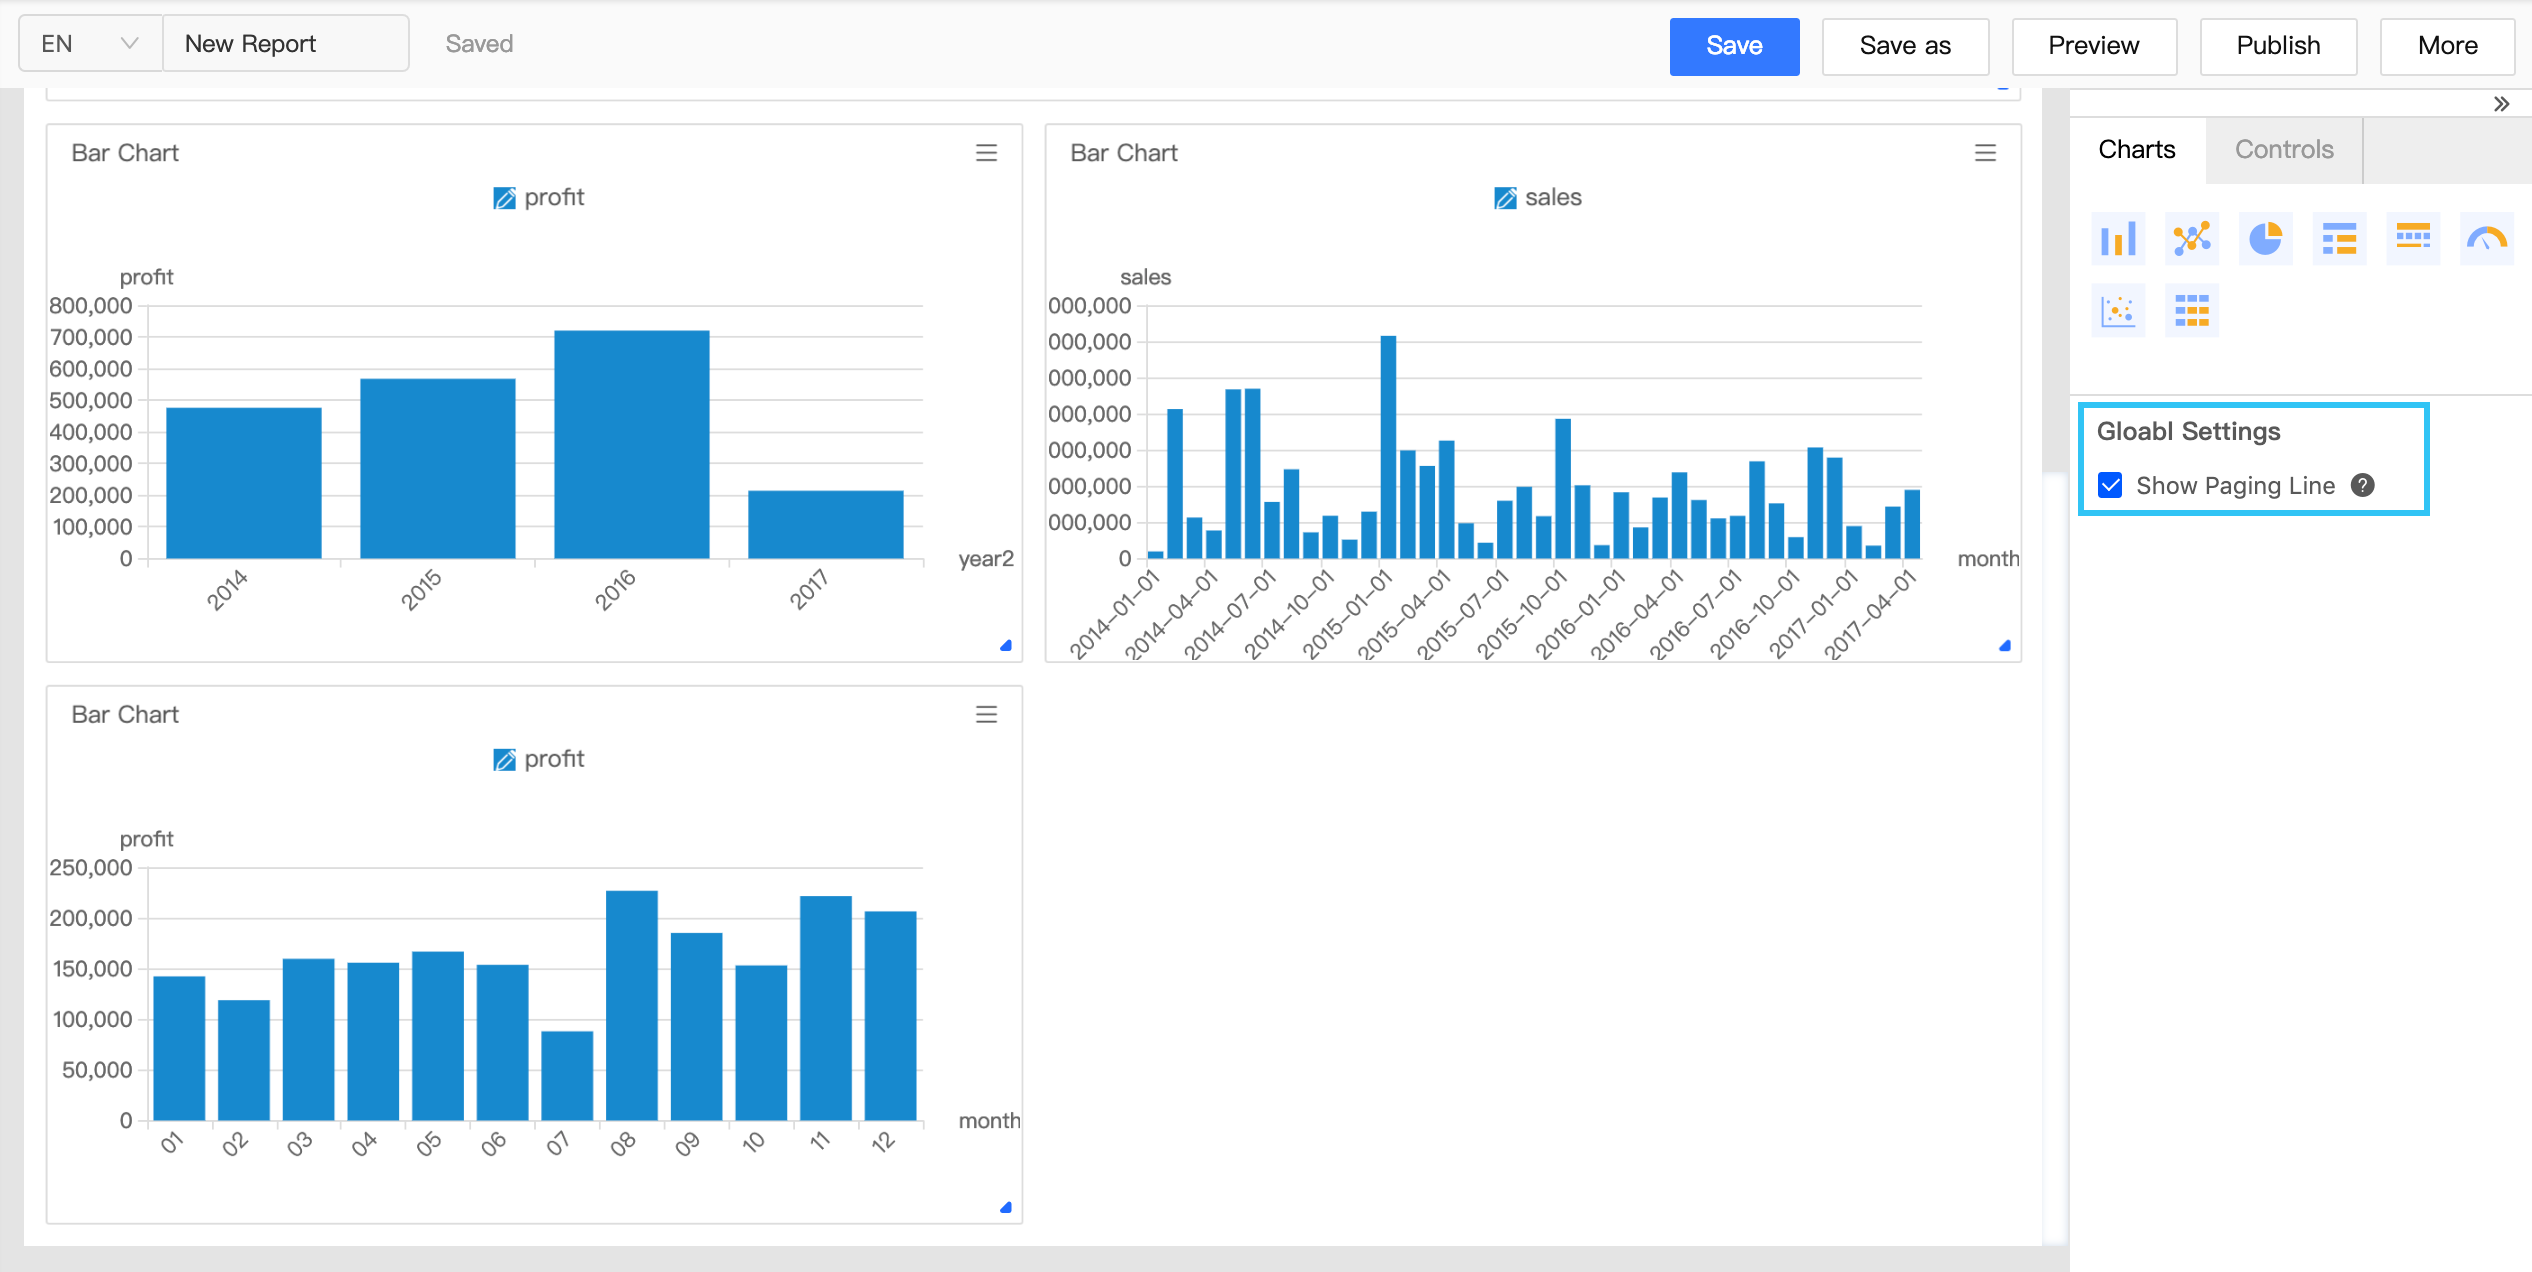 EN New Report Saved Save Save as Preview Publish More
Charts Controls
Gloabl Settings
Show Paging Line ?
Bar Chart
profit
profit
800,000
700,000
600,000
500,000
400,000
300,000
200,000
100,000
0
2014 2015 2016 2017
year2
Bar Chart
sales
sales
000,000
000,000
000,000
000,000
000,000
000,000
000,000
0
2014-01-01 2014-04-01 2014-07-01 2014-10-01 2015-01-01 2015-04-01 2015-07-01 2015-10-01 2016-01-01 2016-04-01 2016-07-01 2016-10-01 2017-01-01 2017-04-01
month
Bar Chart
profit
profit
250,000
200,000
150,000
100,000
50,000
0
01 02 03 04 05 06 07 08 09 10 11 12
month